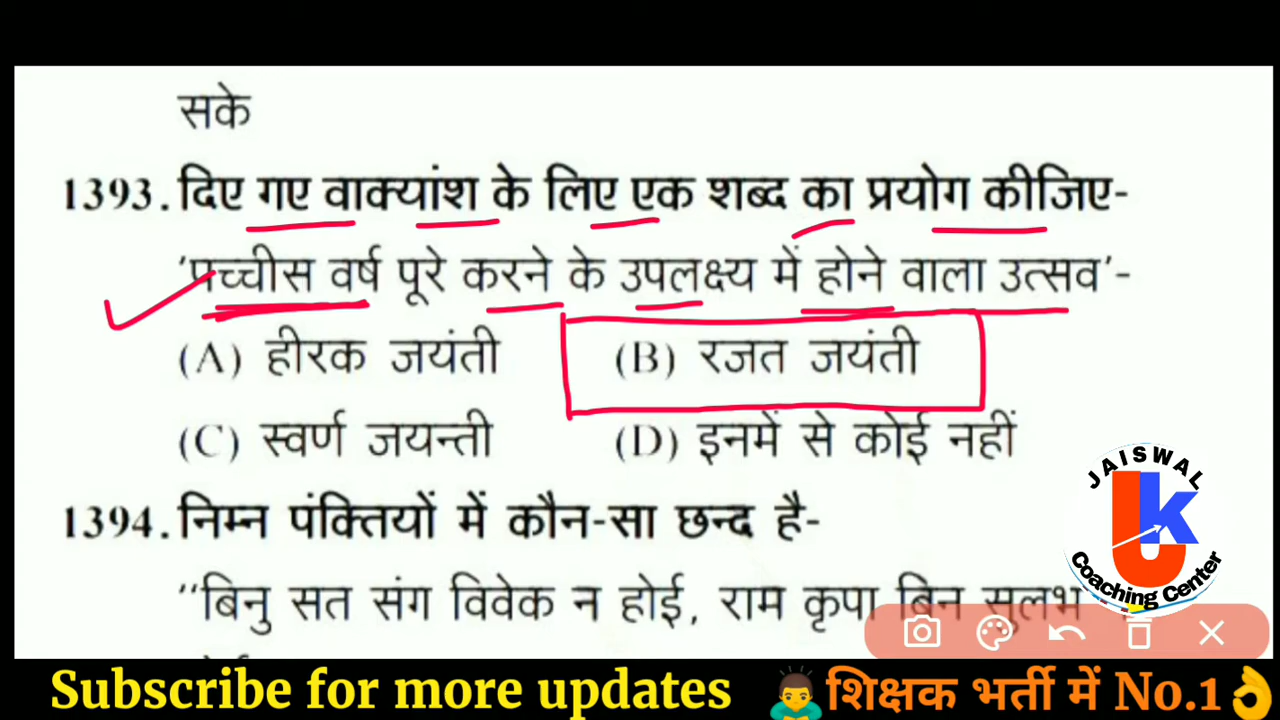 सके
1393. दिए गए वाक्यांश के लिए एक शब्द का प्रयोग कीजिए-
'पच्चीस वर्ष पूरे करने के उपलक्ष्य में होने वाला उत्सव'-
(A) हीरक जयंती (B) रजत जयंती
(C) स्वर्ण जयन्ती (D) इनमें से कोई नहीं
1394. निम्न पंक्तियों में कौन-सा छन्द है-
''बिनु सत संग विवेक न होई, राम कृपा बिन सुलभ
JAISWAL
UK
Coaching Center
Subscribe for more updates 🙇‍♂️शिक्षक भर्ती में No.1👌